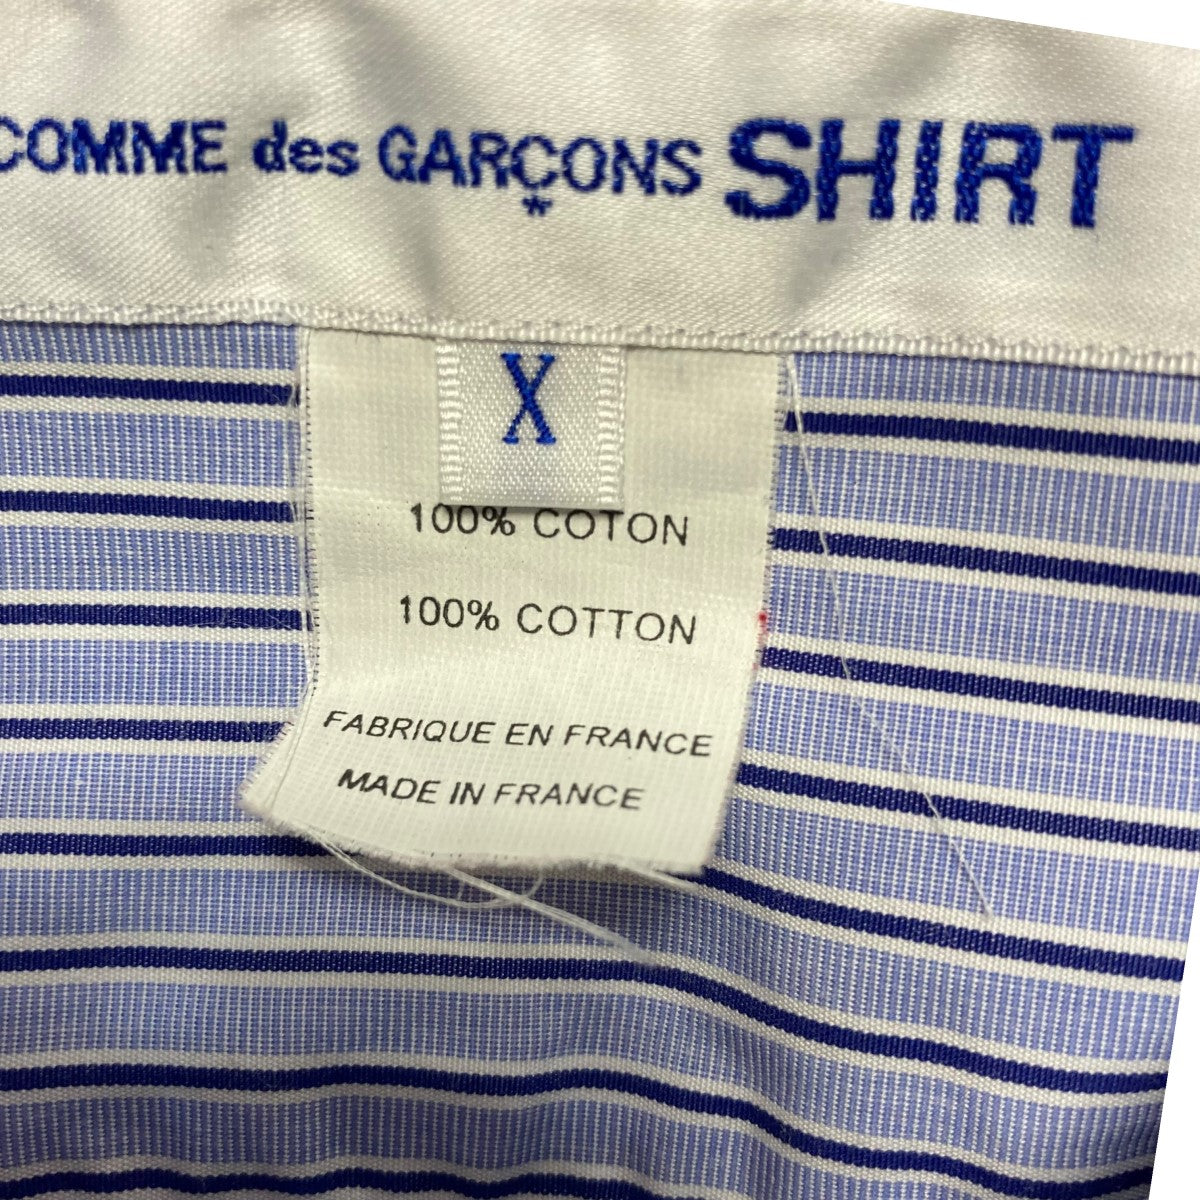 COMME des GARÇONS SHIRT
X
100% COTON
100% COTTON
FABRIQUE EN FRANCE
MADE IN FRANCE